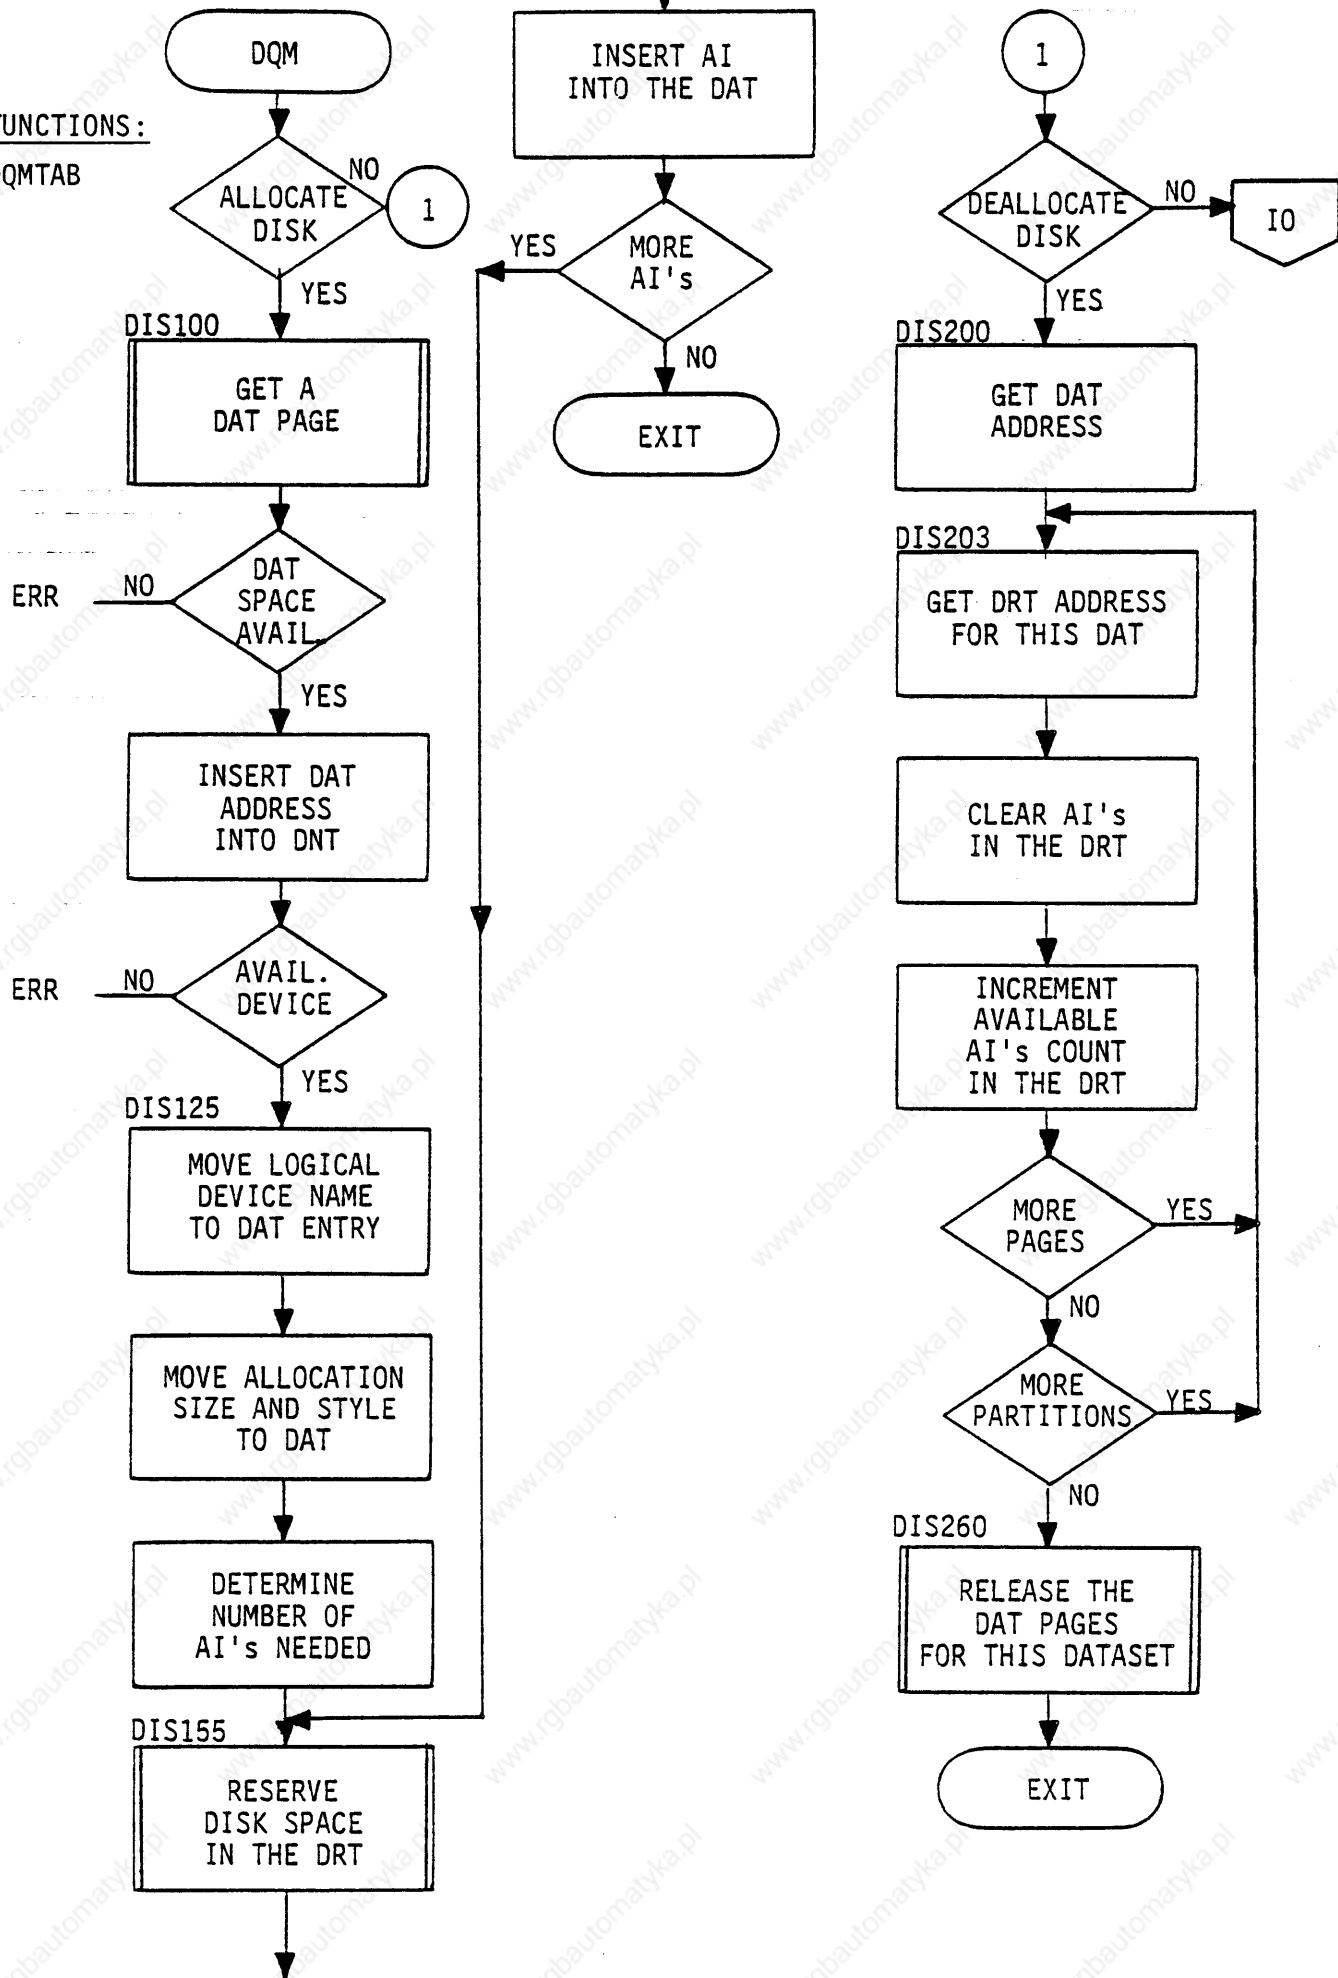 DQM
FUNCTIONS:
QMTAB
ALLOCATE
DISK
NO
1
YES
DIS100
GET A
DAT PAGE
DAT
SPACE
AVAIL.
NO
ERR
YES
INSERT DAT
ADDRESS
INTO DNT
AVAIL.
DEVICE
NO
ERR
YES
DIS125
MOVE LOGICAL
DEVICE NAME
TO DAT ENTRY
MOVE ALLOCATION
SIZE AND STYLE
TO DAT
DETERMINE
NUMBER OF
AI's NEEDED
DIS155
RESERVE
DISK SPACE
IN THE DRT
INSERT AI
INTO THE DAT
MORE
AI's
YES
NO
EXIT
1
DEALLOCATE
DISK
NO
IO
YES
DIS200
GET DAT
ADDRESS
DIS203
GET DRT ADDRESS
FOR THIS DAT
CLEAR AI's
IN THE DRT
INCREMENT
AVAILABLE
AI's COUNT
IN THE DRT
MORE
PAGES
YES
NO
MORE
PARTITIONS
YES
NO
DIS260
RELEASE THE
DAT PAGES
FOR THIS DATASET
EXIT
www.rgbautomatyka.pl